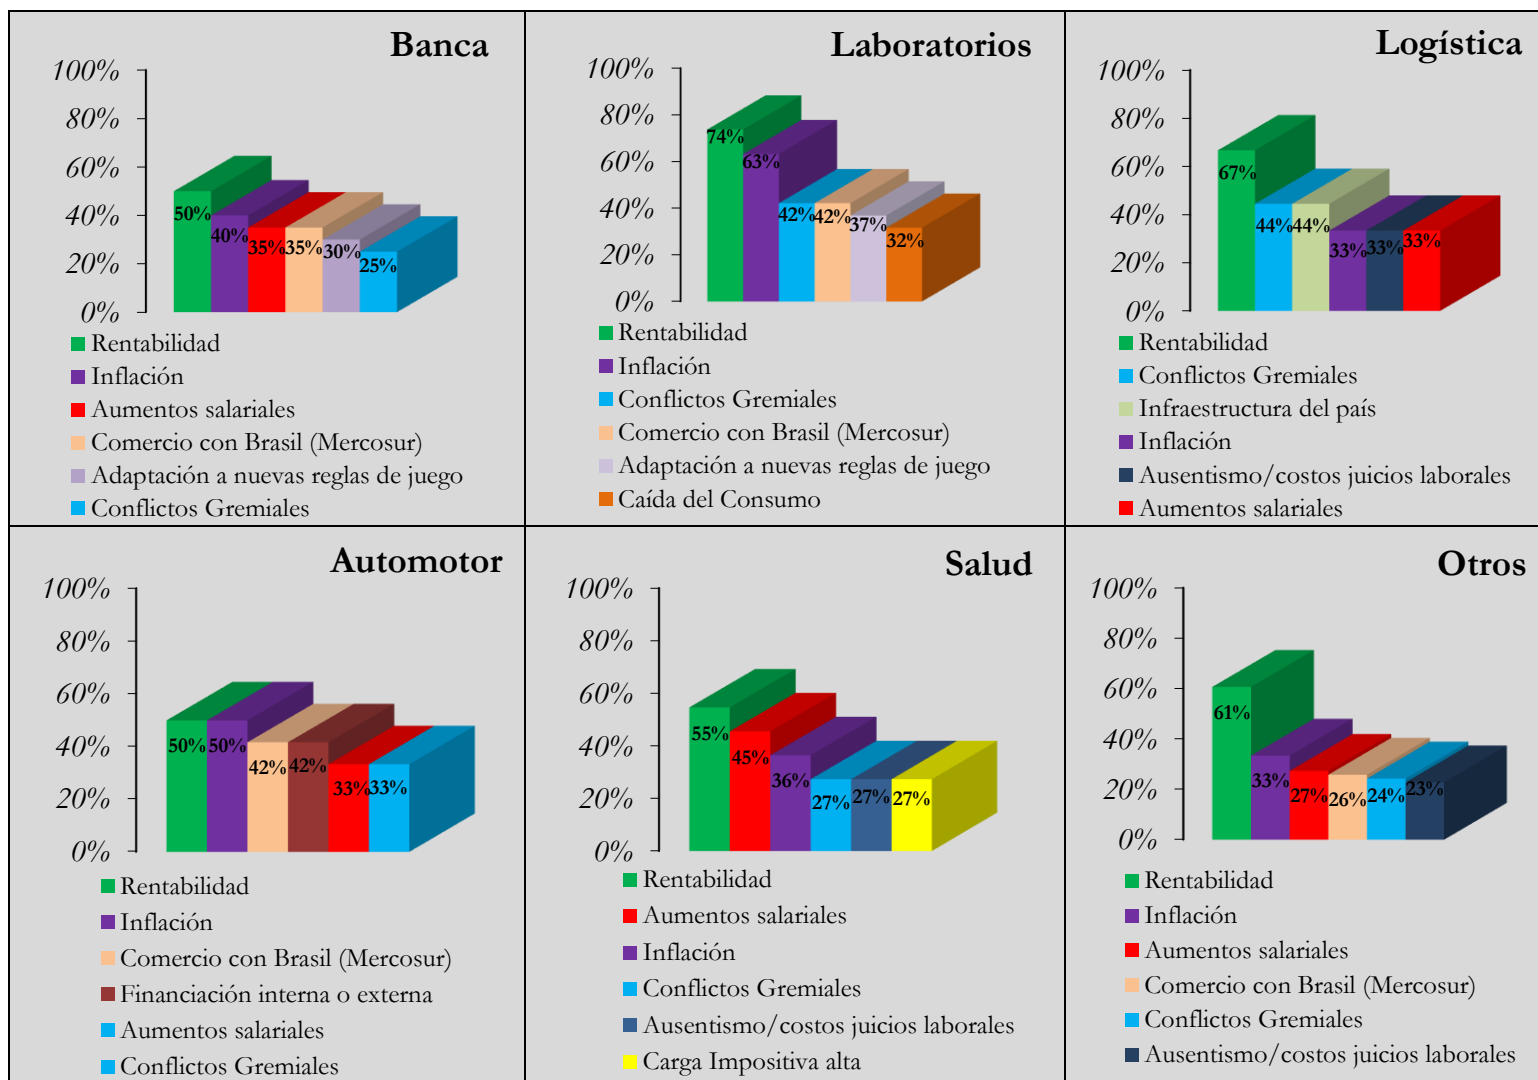 Banca
100%
80%
60%
40%
20%
0%
50%
40%
35%
35%
30%
25%
Rentabilidad
Inflación
Aumentos salariales
Comercio con Brasil (Mercosur)
Adaptación a nuevas reglas de juego
Conflictos Gremiales
Laboratorios
100%
80%
60%
40%
20%
0%
74%
63%
42%
42%
37%
32%
Rentabilidad
Inflación
Conflictos Gremiales
Comercio con Brasil (Mercosur)
Adaptación a nuevas reglas de juego
Caída del Consumo
Logística
100%
80%
60%
40%
20%
0%
67%
44%
44%
33%
33%
33%
Rentabilidad
Conflictos Gremiales
Infraestructura del país
Inflación
Ausentismo/costos juicios laborales
Aumentos salariales
Automotor
100%
80%
60%
40%
20%
0%
50%
50%
42%
42%
33%
33%
Rentabilidad
Inflación
Comercio con Brasil (Mercosur)
Financiación interna o externa
Aumentos salariales
Conflictos Gremiales
Salud
100%
80%
60%
40%
20%
0%
55%
45%
36%
27%
27%
27%
Rentabilidad
Aumentos salariales
Inflación
Conflictos Gremiales
Ausentismo/costos juicios laborales
Carga Impositiva alta
Otros
100%
80%
60%
40%
20%
0%
61%
33%
27%
26%
24%
23%
Rentabilidad
Inflación
Aumentos salariales
Comercio con Brasil (Mercosur)
Conflictos Gremiales
Ausentismo/costos juicios laborales